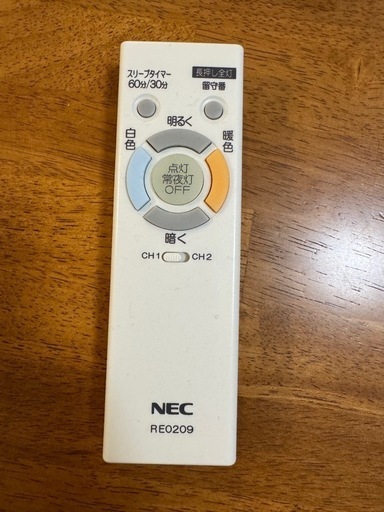 スリープタイマー
60分/30分
長押し全灯
留守番
明るく
白色
暖色
点灯
常夜灯
OFF
暗く
CH1
CH2
NEC
RE0209